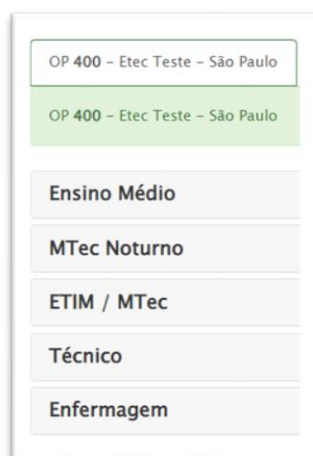 OP 400 – Etec Teste – São Paulo
OP 400 – Etec Teste – São Paulo
Ensino Médio
MTec Noturno
ETIM / MTec
Técnico
Enfermagem